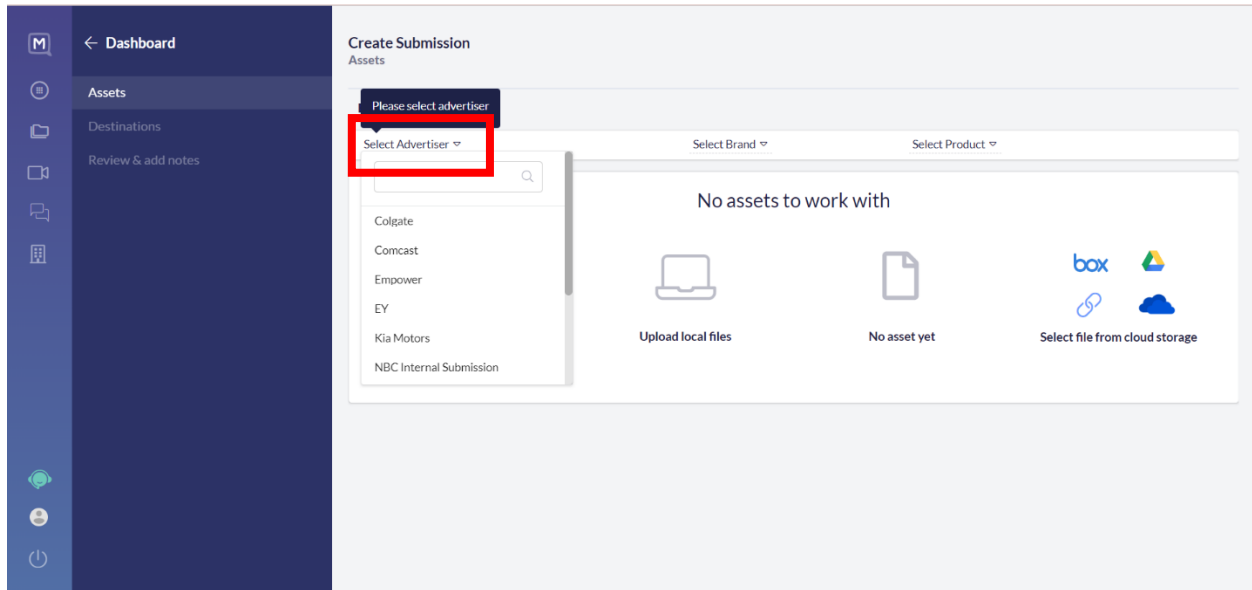 M
← Dashboard
Create Submission
Assets
Assets
Please select advertiser
Destinations
Select Advertiser
Select Brand
Select Product
Review & add notes
No assets to work with
Colgate
Comcast
Empower
EY
Kia Motors
NBC Internal Submission
box
Upload local files
No asset yet
Select file from cloud storage